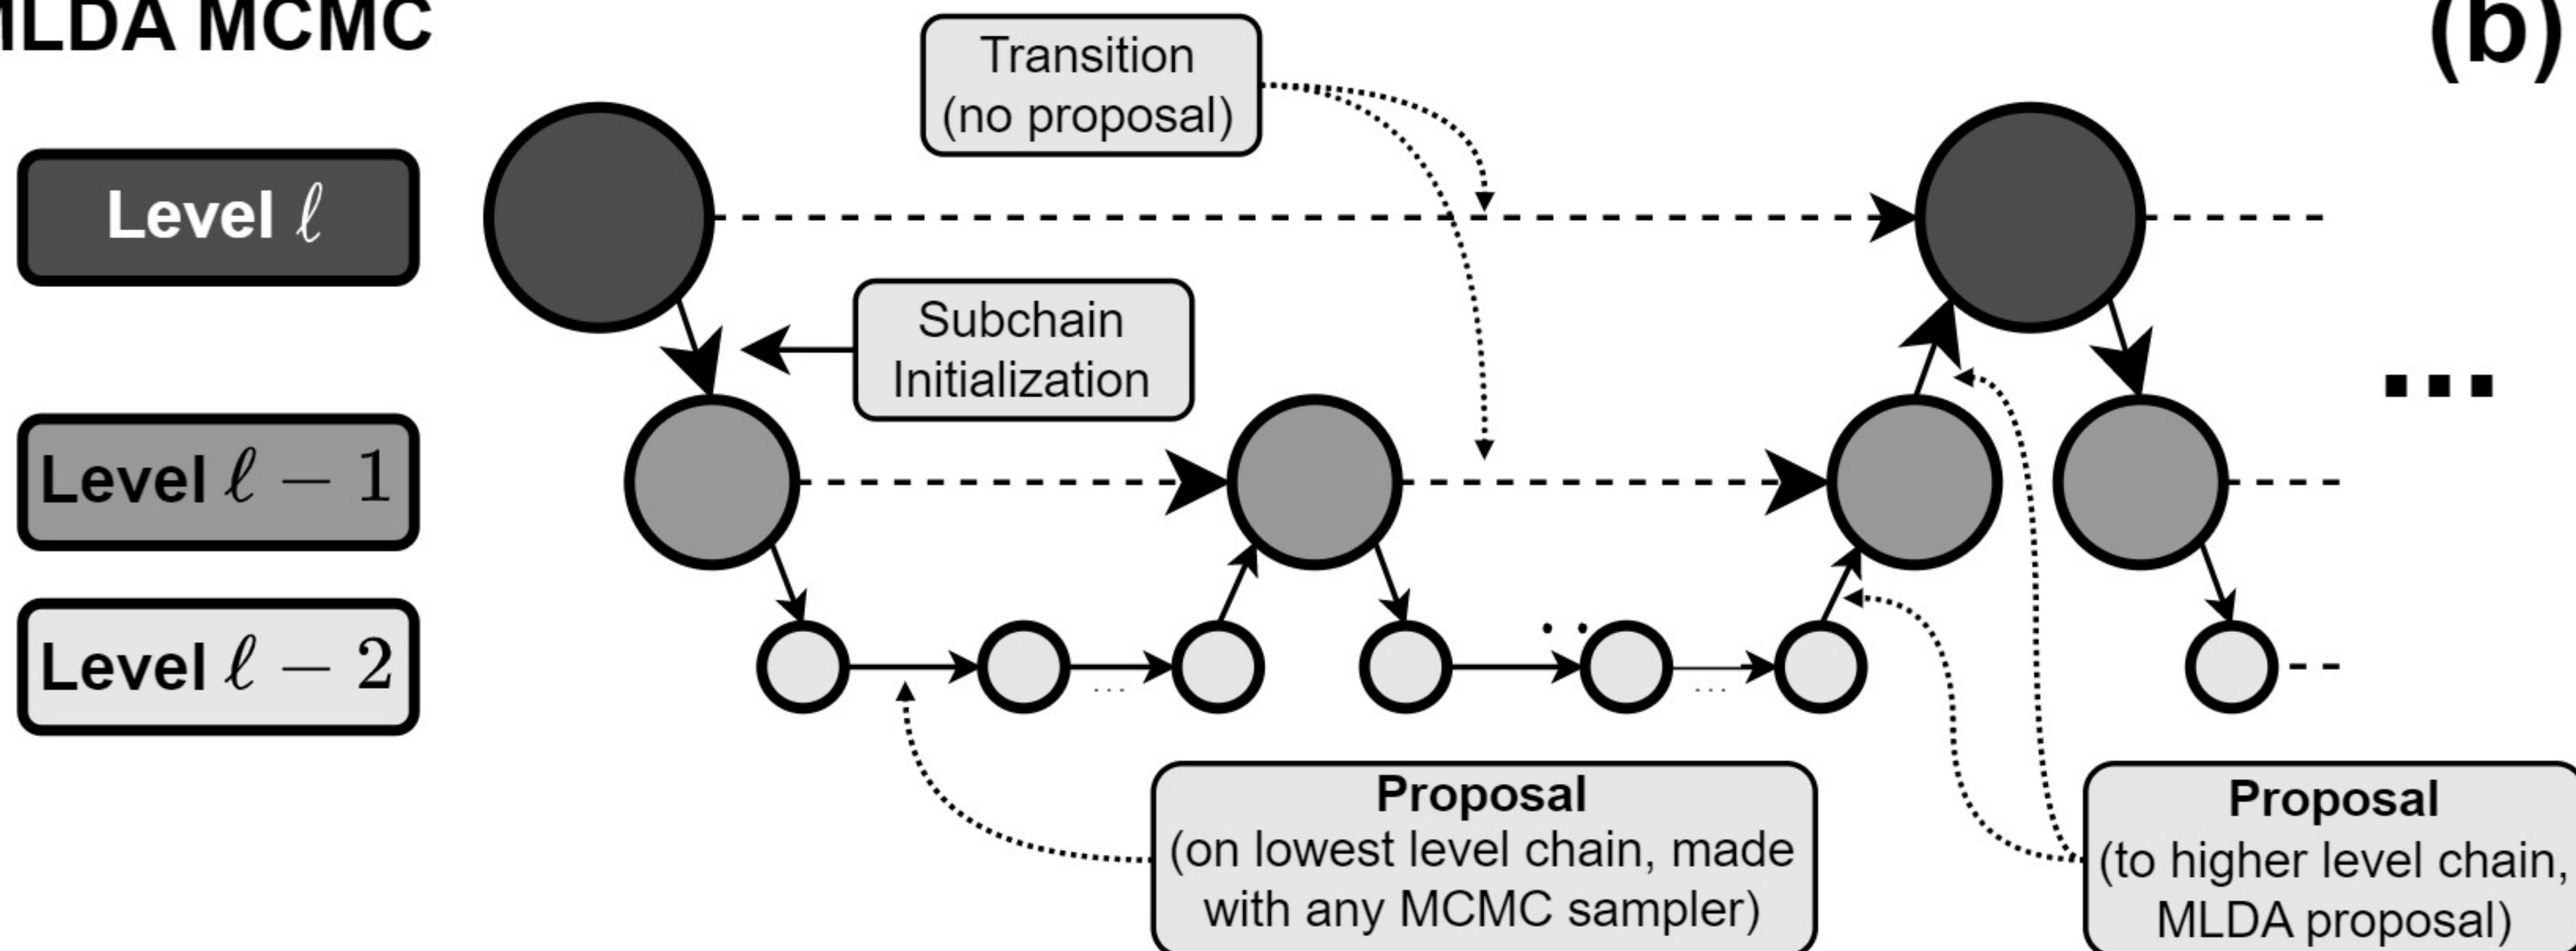 MLDA MCMC
(b)
Transition
(no proposal)
Level ℓ
Subchain
Initialization
...
Level ℓ − 1
Level ℓ − 2
...
...
Proposal
(on lowest level chain, made
with any MCMC sampler)
Proposal
(to higher level chain,
MLDA proposal)